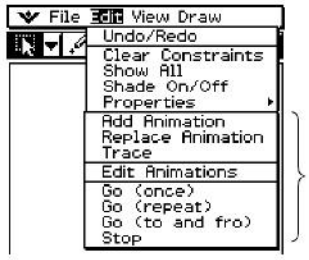 File Edit View Draw
Undo/Redo
Clear Constraints
Show All
Shade On/Off
Properties
Add Animation
Replace Animation
Trace
Edit Animations
Go (once)
Go (repeat)
Go (to and fro)
Stop